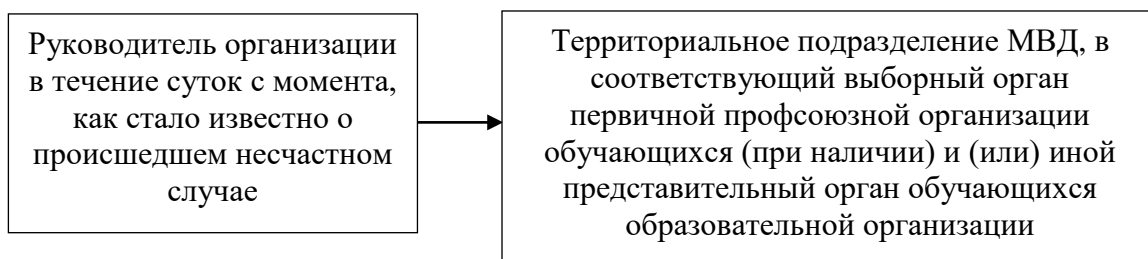 Руководитель организации
в течение суток с момента,
как стало известно о
происшедшем несчастном
случае
Территориальное подразделение МВД, в
соответствующий выборный орган
первичной профсоюзной организации
обучающихся (при наличии) и (или) иной
представительный орган обучающихся
образовательной организации